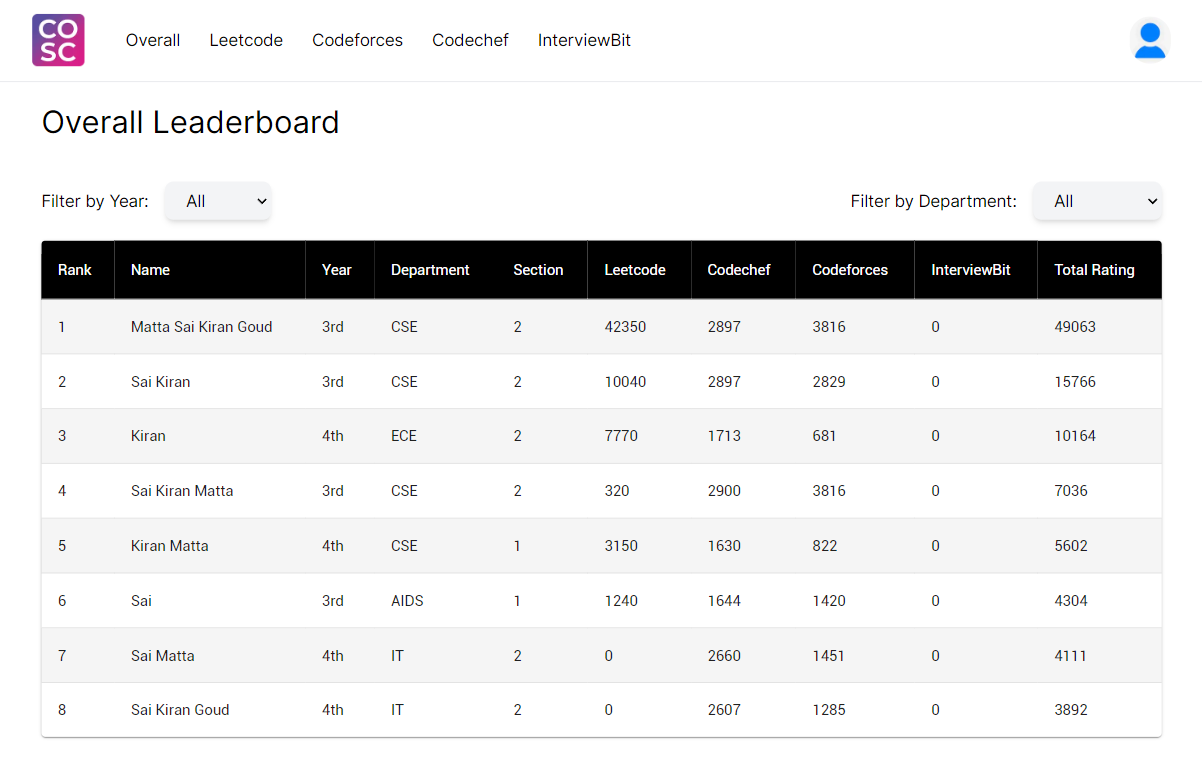 CO
SC
Overall Leetcode Codeforces Codechef InterviewBit
Overall Leaderboard
Filter by Year: All Filter by Department: All
Rank Name Year Department Section Leetcode Codechef Codeforces InterviewBit Total Rating
1 Matta Sai Kiran Goud 3rd CSE 2 42350 2897 3816 0 49063
2 Sai Kiran 3rd CSE 2 10040 2897 2829 0 15766
3 Kiran 4th ECE 2 7770 1713 681 0 10164
4 Sai Kiran Matta 3rd CSE 2 320 2900 3816 0 7036
5 Kiran Matta 4th CSE 1 3150 1630 822 0 5602
6 Sai 3rd AIDS 1 1240 1644 1420 0 4304
7 Sai Matta 4th IT 2 0 2660 1451 0 4111
8 Sai Kiran Goud 4th IT 2 0 2607 1285 0 3892